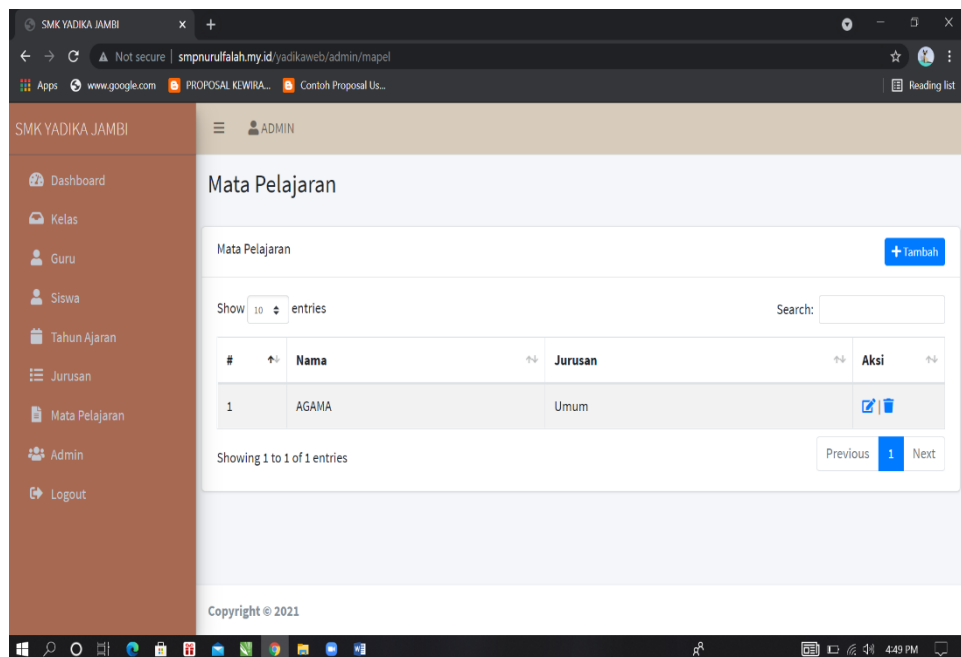 SMK YADIKA JAMBI
Not secure | smpnurulfalah.my.id/yadikaweb/admin/mapel
Apps www.google.com PROPOSAL KEWIRA... Contoh Proposal Us... Reading list
SMK YADIKA JAMBI
ADMIN
Dashboard
Kelas
Guru
Siswa
Tahun Ajaran
Jurusan
Mata Pelajaran
Admin
Logout
Mata Pelajaran
Mata Pelajaran
Tambah
Show 10 entries
Search:
# Nama Jurusan Aksi
1 AGAMA Umum
Showing 1 to 1 of 1 entries
Previous 1 Next
Copyright © 2021
4:49 PM